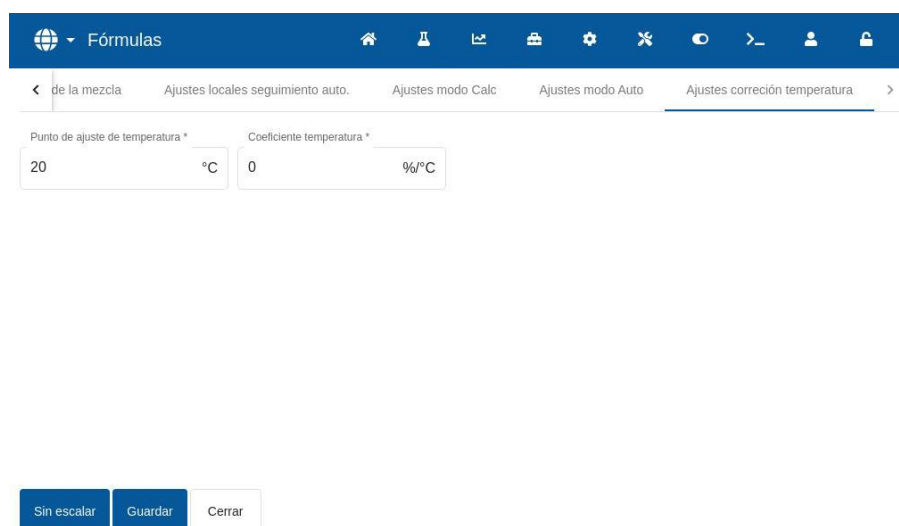 Fórmulas
de la mezcla
Ajustes locales seguimiento auto.
Ajustes modo Calc
Ajustes modo Auto
Ajustes correción temperatura
Punto de ajuste de temperatura *
Coeficiente temperatura *
20 °C
0 %/°C
Sin escalar
Guardar
Cerrar